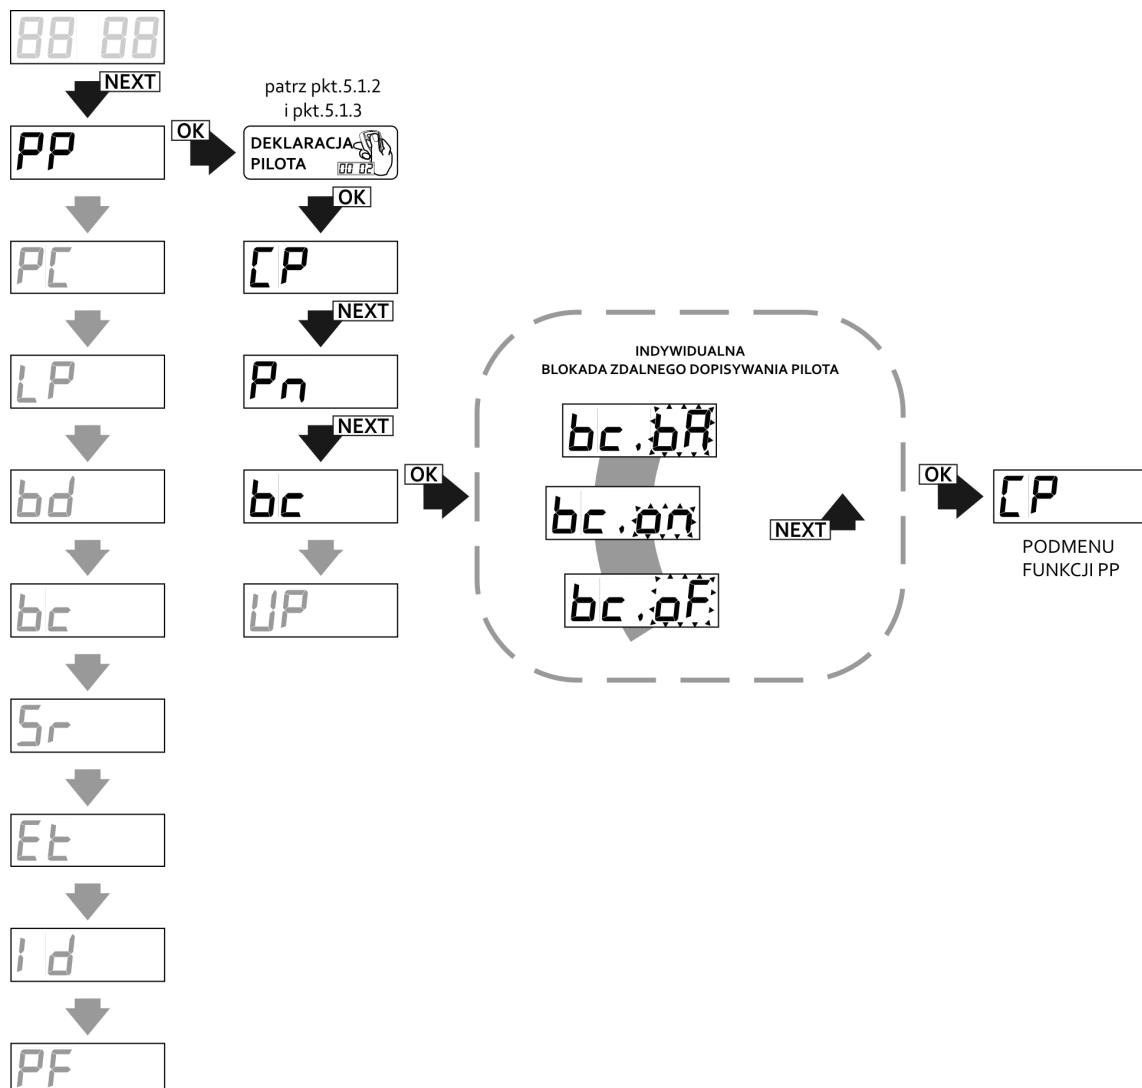 88 88
NEXT
PP
OK
patrz pkt.5.1.2
i pkt.5.1.3
DEKLARACJA
PILOTA
00 02
OK
PC
CP
NEXT
LP
Pn
NEXT
bd
bc
OK
INDYWIDUALNA
BLOKADA ZDALNEGO DOPISYWANIA PILOTA
bc.bA
bc.on
bc.oF
NEXT
OK
CP
PODMENU
FUNKCJI PP
bc
UP
Sr
Et
Id
PF